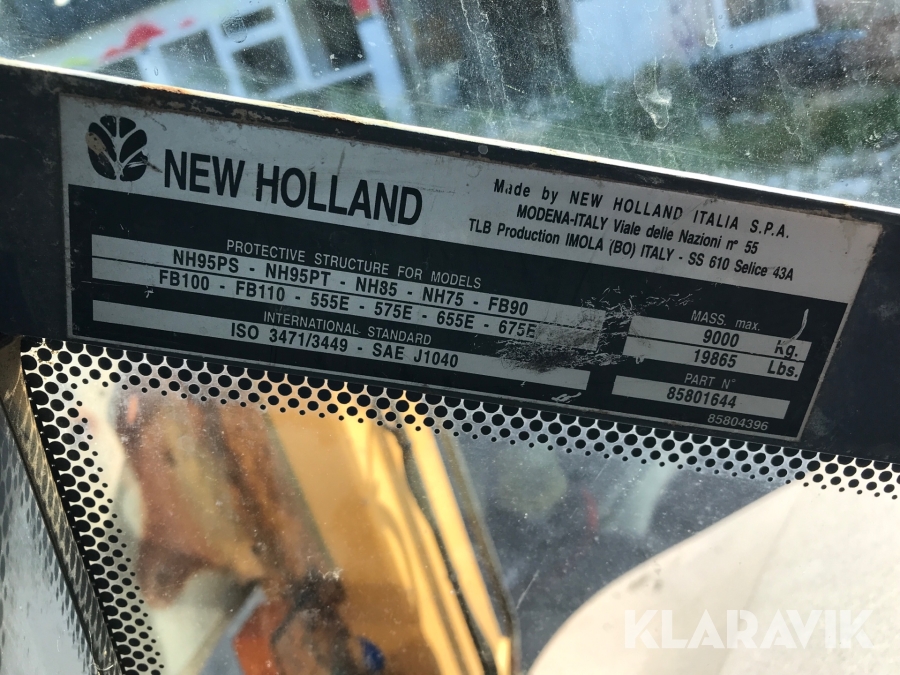 NEW HOLLAND
Made by NEW HOLLAND ITALIA S.P.A.
MODENA-ITALY Viale delle Nazioni n° 55
TLB Production IMOLA (BO) ITALY - SS 610 Selice 43A
PROTECTIVE STRUCTURE FOR MODELS
NH95PS - NH95PT - NH85 - NH75 - FB90
FB100 - FB110 - 555E - 575E - 655E - 675E
INTERNATIONAL STANDARD
ISO 3471/3449 - SAE J1040
MASS. max.
9000 Kg.
19865 Lbs.
PART N°
85801644
85804396
KLARAVIK